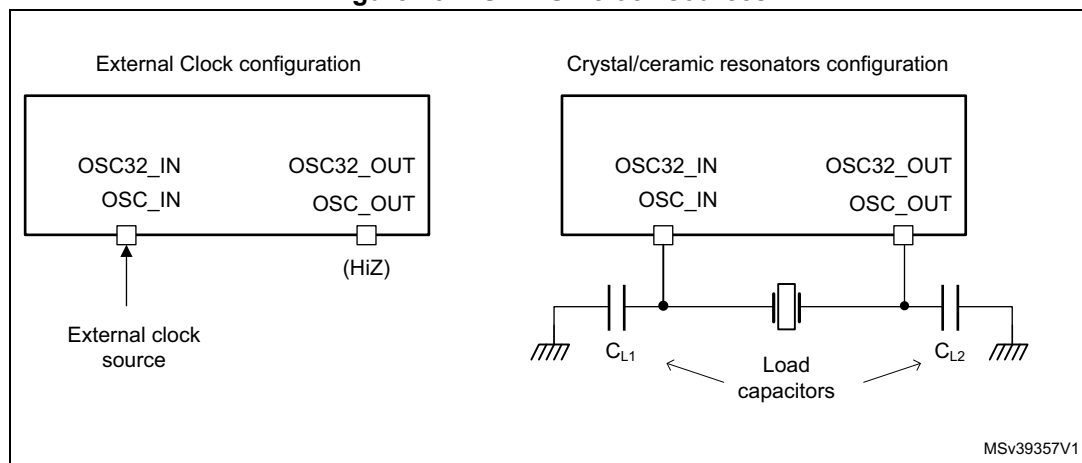 External Clock configuration
Crystal/ceramic resonators configuration
OSC32_IN
OSC32_OUT
OSC_IN
OSC_OUT
(HiZ)
External clock
source
OSC32_IN
OSC32_OUT
OSC_IN
OSC_OUT
CL1
Load
capacitors
CL2
MSv39357V1